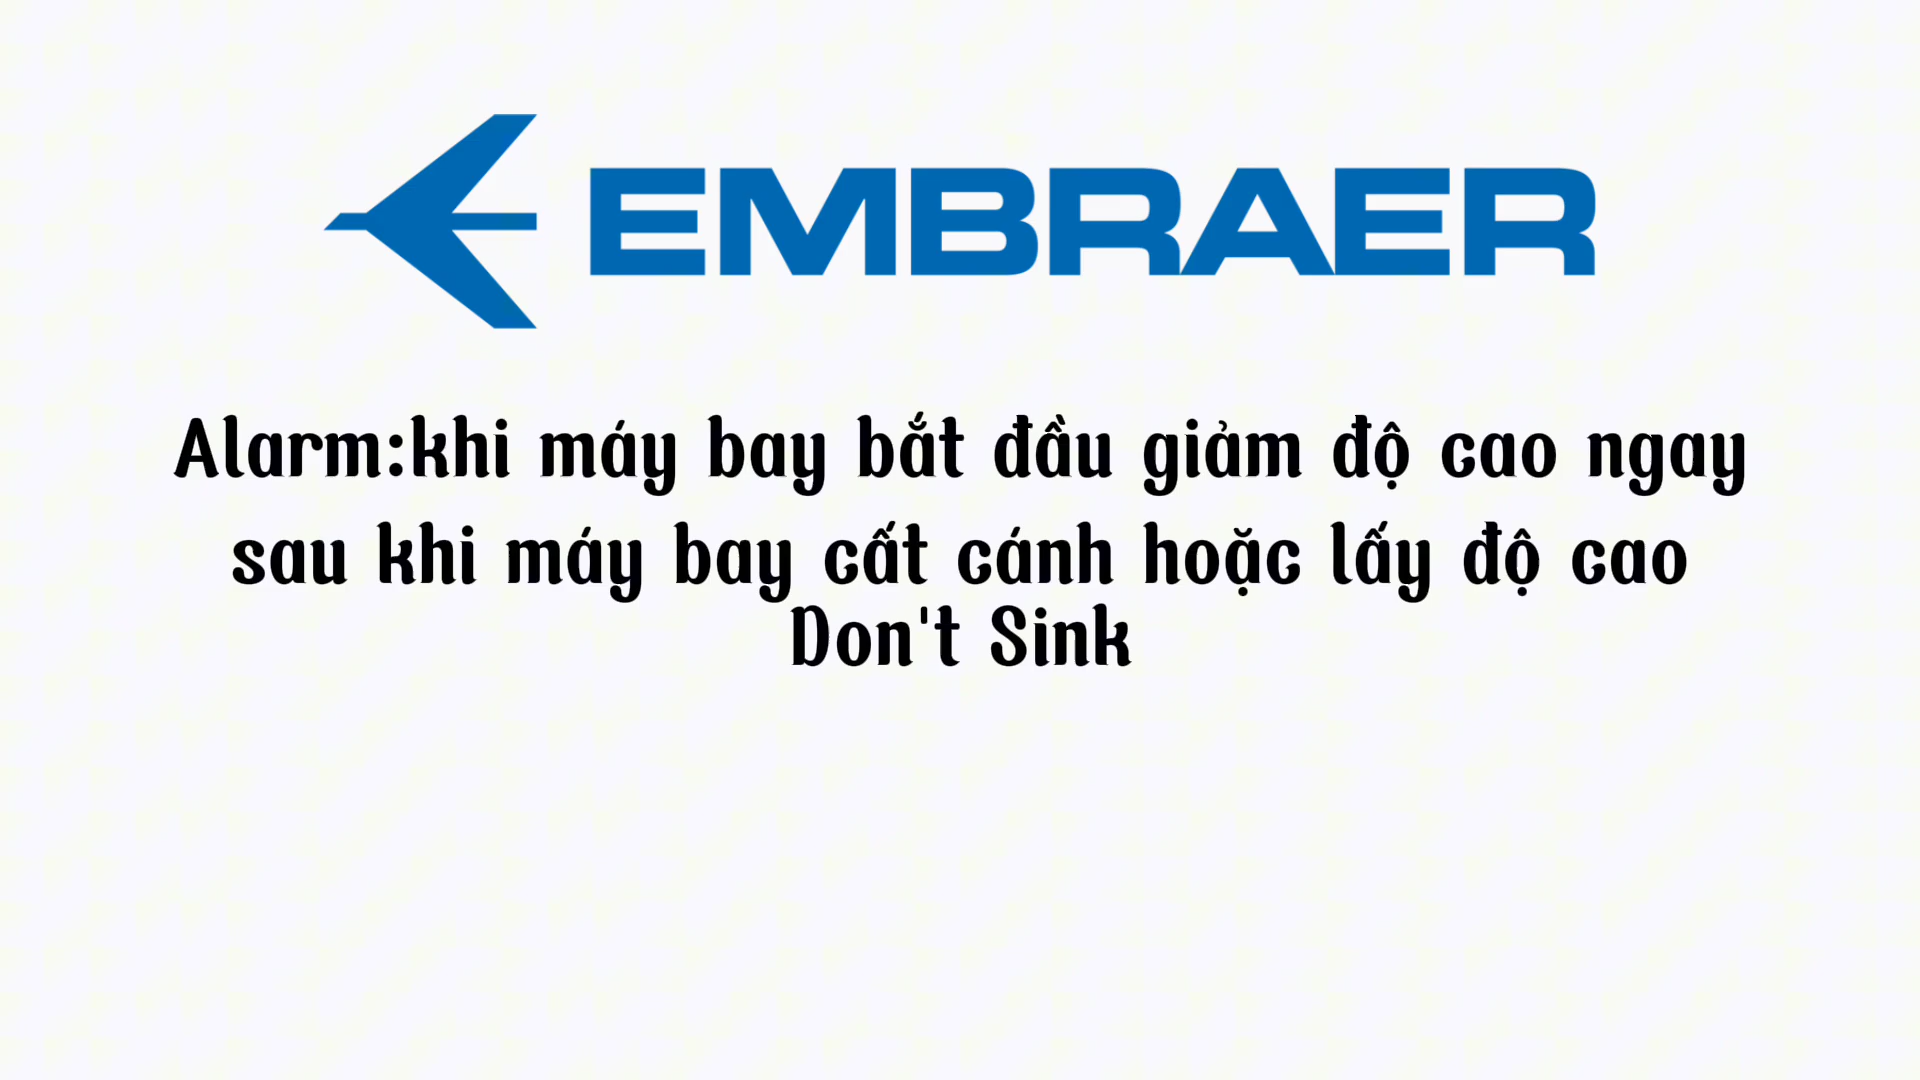 EMBRAER
Alarm:khi máy bay bắt đầu giảm độ cao ngay
sau khi máy bay cất cánh hoặc lấy độ cao
Don't Sink